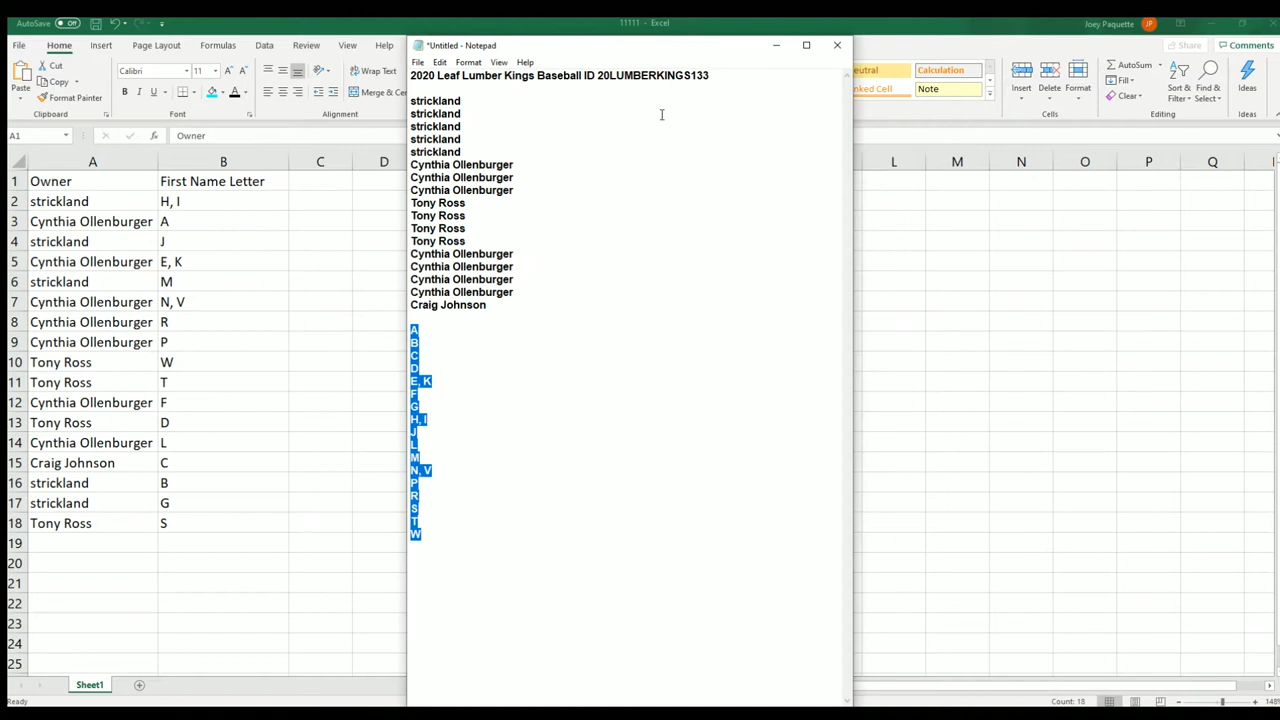 AutoSave Off
11111 - Excel
Joey Paquette JP
File Home Insert Page Layout Formulas Data Review View Help
Share Comments
Cut
Copy
Format Painter
Paste
Clipboard
Calibri 11
B I U
Font
Wrap Text
Merge & Cen
Alignment
eutral Calculation
nked Cell Note
Insert Delete Format
Cells
AutoSum
Fill
Clear
Sort & Filter
Find & Select
Editing
Ideas
Ideas
A1 fx Owner
A B C D L M N O P Q R
1 Owner First Name Letter
2 strickland H, I
3 Cynthia Ollenburger A
4 strickland J
5 Cynthia Ollenburger E, K
6 strickland M
7 Cynthia Ollenburger N, V
8 Cynthia Ollenburger R
9 Cynthia Ollenburger P
10 Tony Ross W
11 Tony Ross T
12 Cynthia Ollenburger F
13 Tony Ross D
14 Cynthia Ollenburger L
15 Craig Johnson C
16 strickland B
17 strickland G
18 Tony Ross S
19
20
21
22
23
24
25
Sheet1
Ready
Count: 18
148
*Untitled - Notepad
File Edit Format View Help
2020 Leaf Lumber Kings Baseball ID 20LUMBERKINGS133
strickland
strickland
strickland
strickland
strickland
Cynthia Ollenburger
Cynthia Ollenburger
Cynthia Ollenburger
Tony Ross
Tony Ross
Tony Ross
Tony Ross
Cynthia Ollenburger
Cynthia Ollenburger
Cynthia Ollenburger
Cynthia Ollenburger
Craig Johnson
A
B
C
D
E, K
F
G
H, I
J
L
M
N, V
P
R
S
T
W